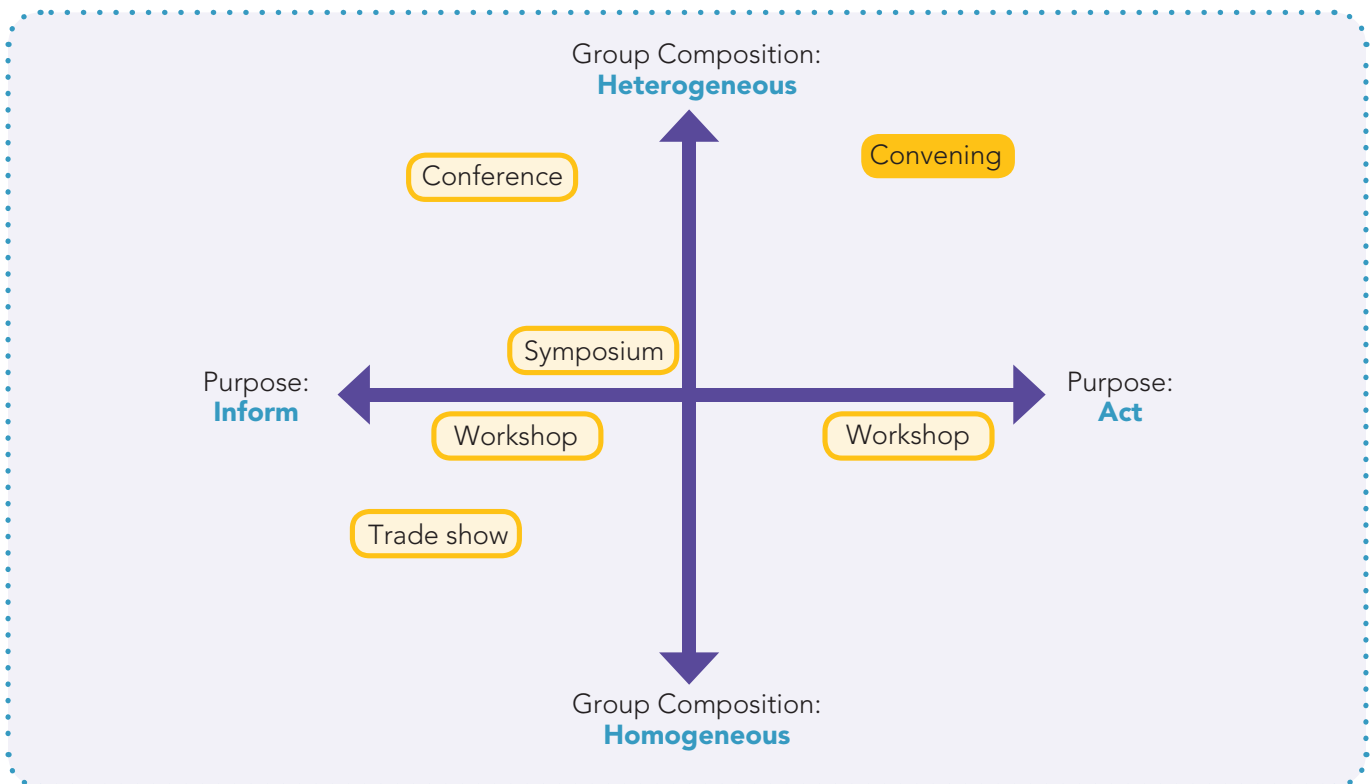 Group Composition:
Heterogeneous
Convening
Conference
Symposium
Purpose:
Inform
Purpose:
Act
Workshop
Workshop
Trade show
Group Composition:
Homogeneous